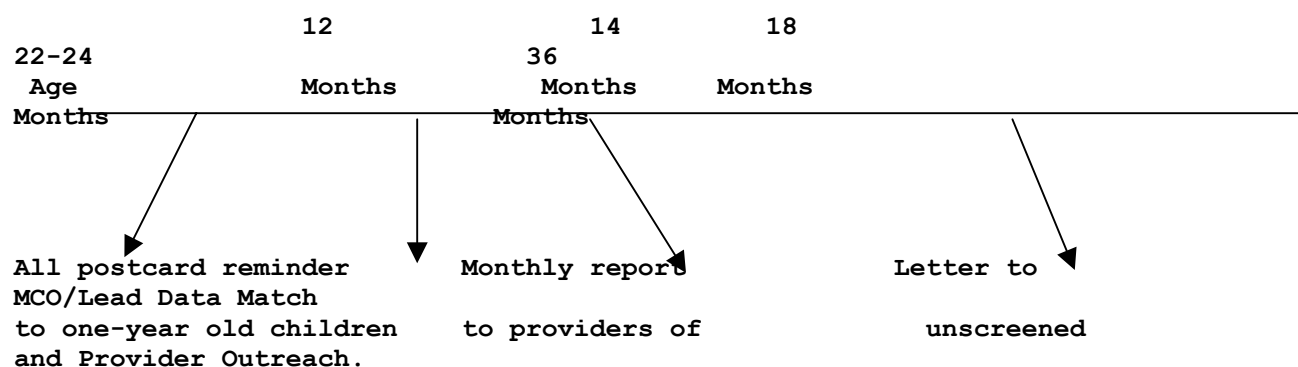 12 14 18
22-24 36
Age Months Months Months
Months Months
All postcard reminder Monthly report Letter to
MCO/Lead Data Match
to one-year old children to providers of unscreened
and Provider Outreach.